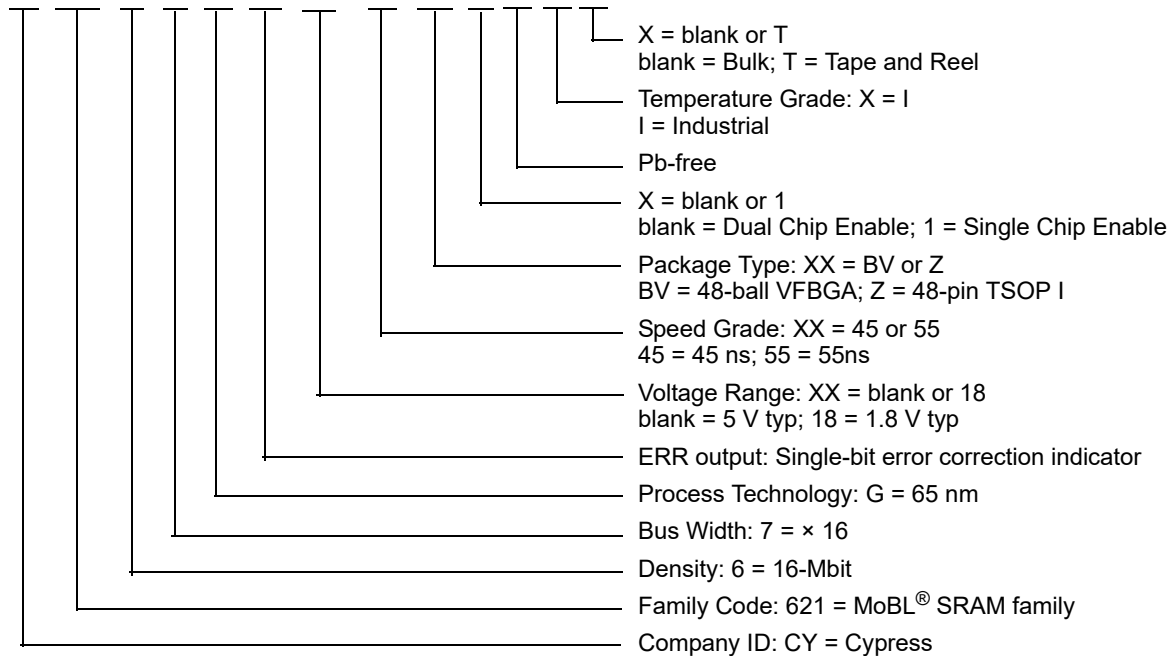 X = blank or T
blank = Bulk; T = Tape and Reel
Temperature Grade: X = I
I = Industrial
Pb-free
X = blank or 1
blank = Dual Chip Enable; 1 = Single Chip Enable
Package Type: XX = BV or Z
BV = 48-ball VFBGA; Z = 48-pin TSOP I
Speed Grade: XX = 45 or 55
45 = 45 ns; 55 = 55ns
Voltage Range: XX = blank or 18
blank = 5 V typ; 18 = 1.8 V typ
ERR output: Single-bit error correction indicator
Process Technology: G = 65 nm
Bus Width: 7 = × 16
Density: 6 = 16-Mbit
Family Code: 621 = MoBL® SRAM family
Company ID: CY = Cypress